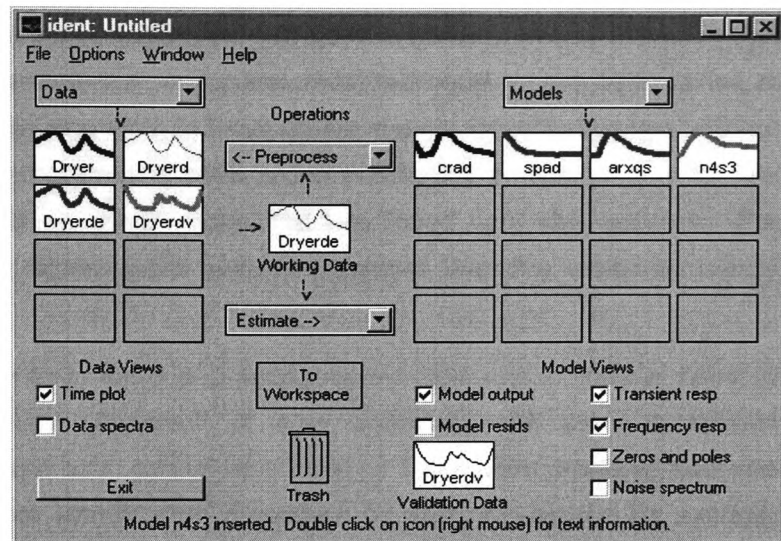 ident: Untitled
File Options Window Help
Data
Operations
Models
Dryer
Dryerd
<-- Preprocess
crad
spad
arxqs
n4s3
Dryerde
Dryerdv
Dryerde
Working Data
Estimate -->
Data Views
Time plot
Data spectra
Exit
To
Workspace
Trash
Model Views
Model output
Transient resp
Model resids
Frequency resp
Zeros and poles
Noise spectrum
Dryerdv
Validation Data
Model n4s3 inserted. Double click on icon (right mouse) for text information.